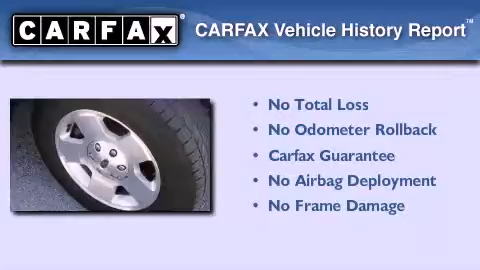 CARFAX®
CARFAX Vehicle History Report™
• No Total Loss
• No Odometer Rollback
• Carfax Guarantee
• No Airbag Deployment
• No Frame Damage